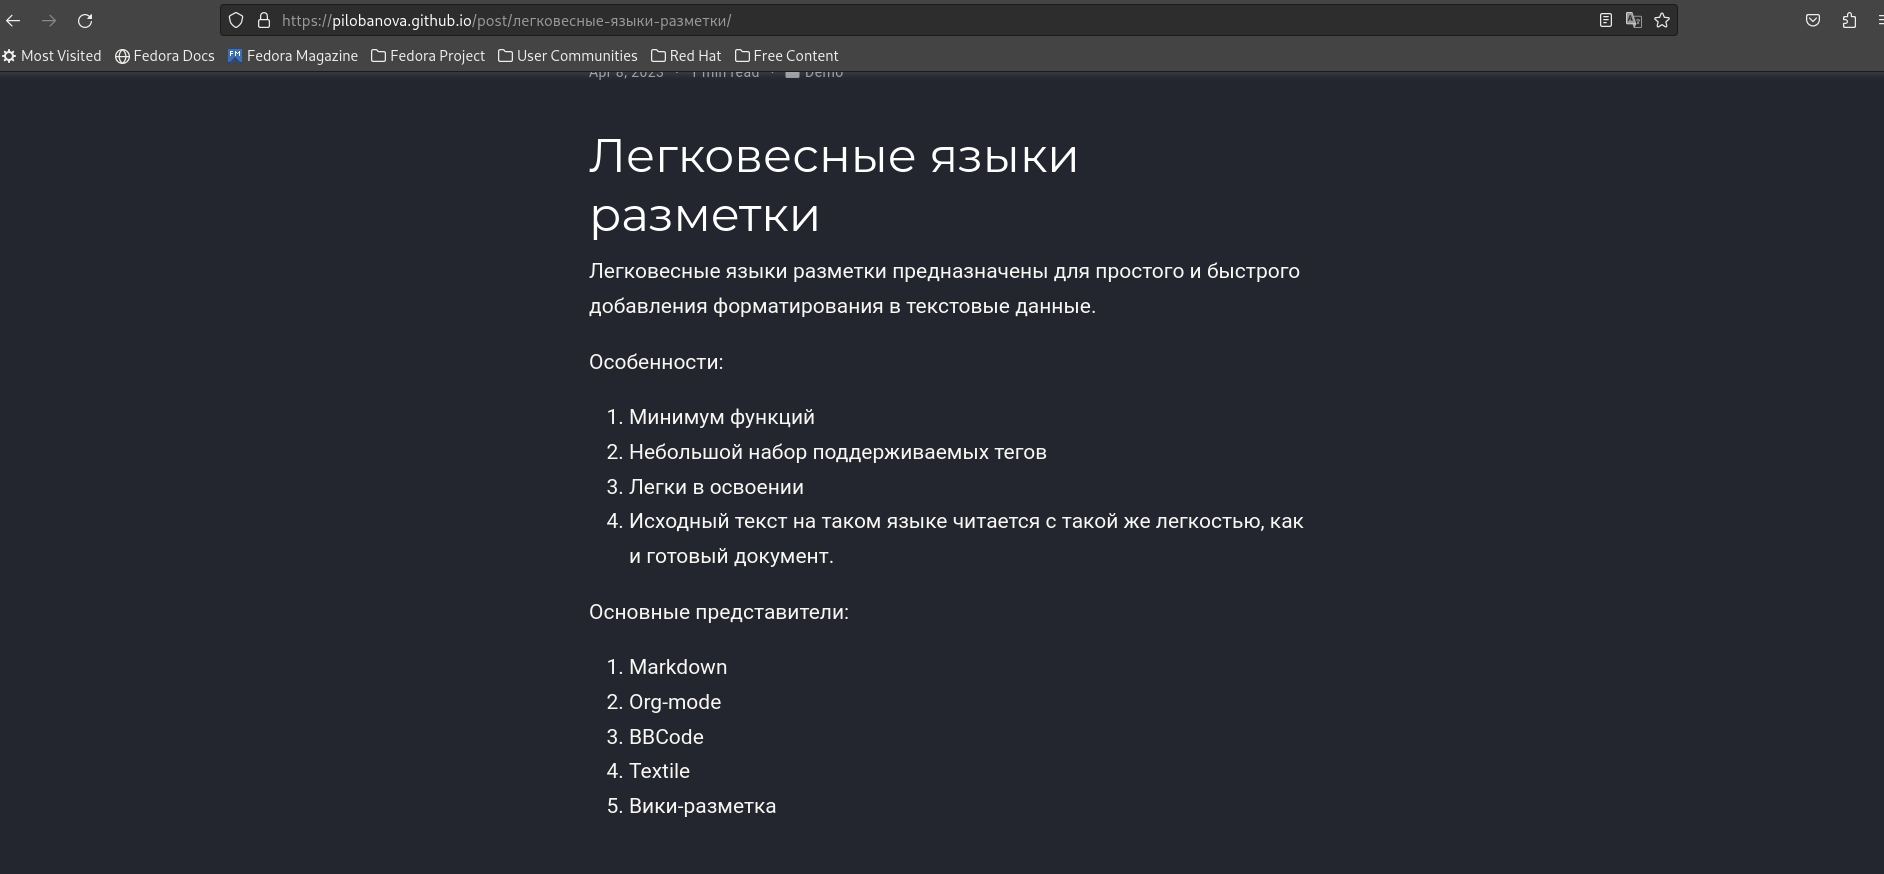 https://pilobanova.github.io/post/легковесные-языки-разметки/
Most Visited Fedora Docs Fedora Magazine Fedora Project User Communities Red Hat Free Content
Apr 8, 2023 · 1 min read · Demo
Легковесные языки
разметки
Легковесные языки разметки предназначены для простого и быстрого
добавления форматирования в текстовые данные.
Особенности:
1. Минимум функций
2. Небольшой набор поддерживаемых тегов
3. Легки в освоении
4. Исходный текст на таком языке читается с такой же легкостью, как
и готовый документ.
Основные представители:
1. Markdown
2. Org-mode
3. BBCode
4. Textile
5. Вики-разметка